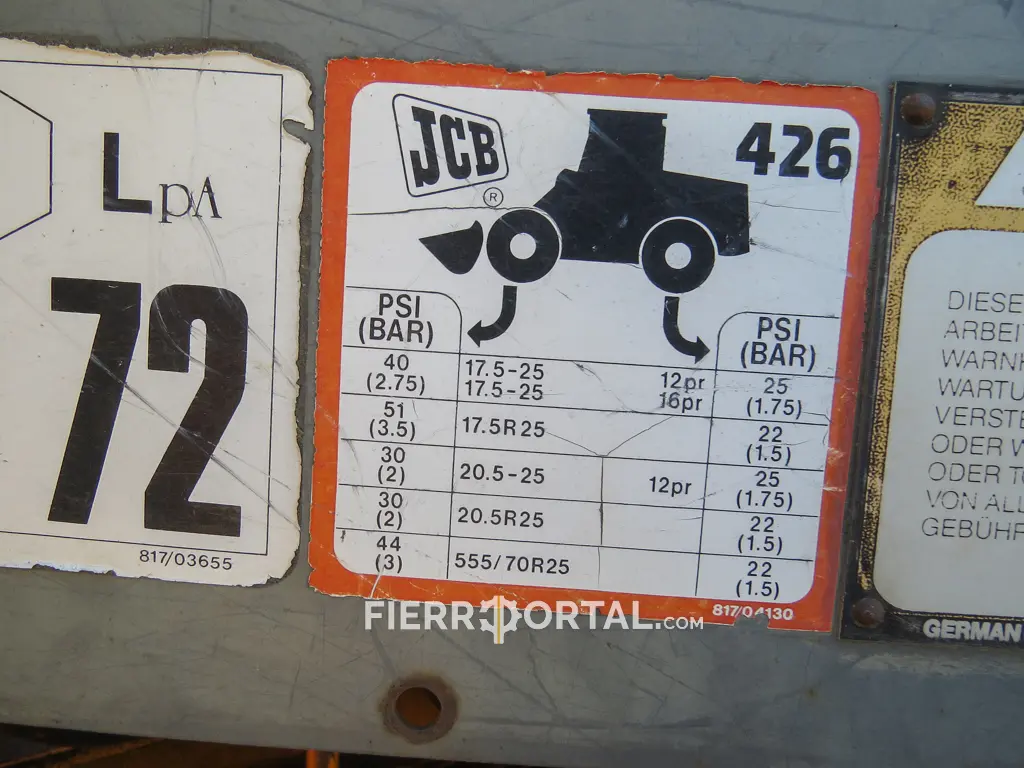 LpA
72
817/03655
JCB
®
426
PSI
(BAR)
PSI
(BAR)
40
(2.75)
17.5-25 12pr
17.5-25 16pr
25
(1.75)
51
(3.5)
17.5R25
22
(1.5)
30
(2)
20.5-25 12pr
25
(1.75)
30
(2)
20.5R25
22
(1.5)
44
(3)
555/70R25
22
(1.5)
817/04130
DIESE
ARBEI
WARNH
WARTU
VERSTE
ODER W
ODER TO
VON ALL
GEBÜHR
GERMAN
FIERROPORTAL.COM